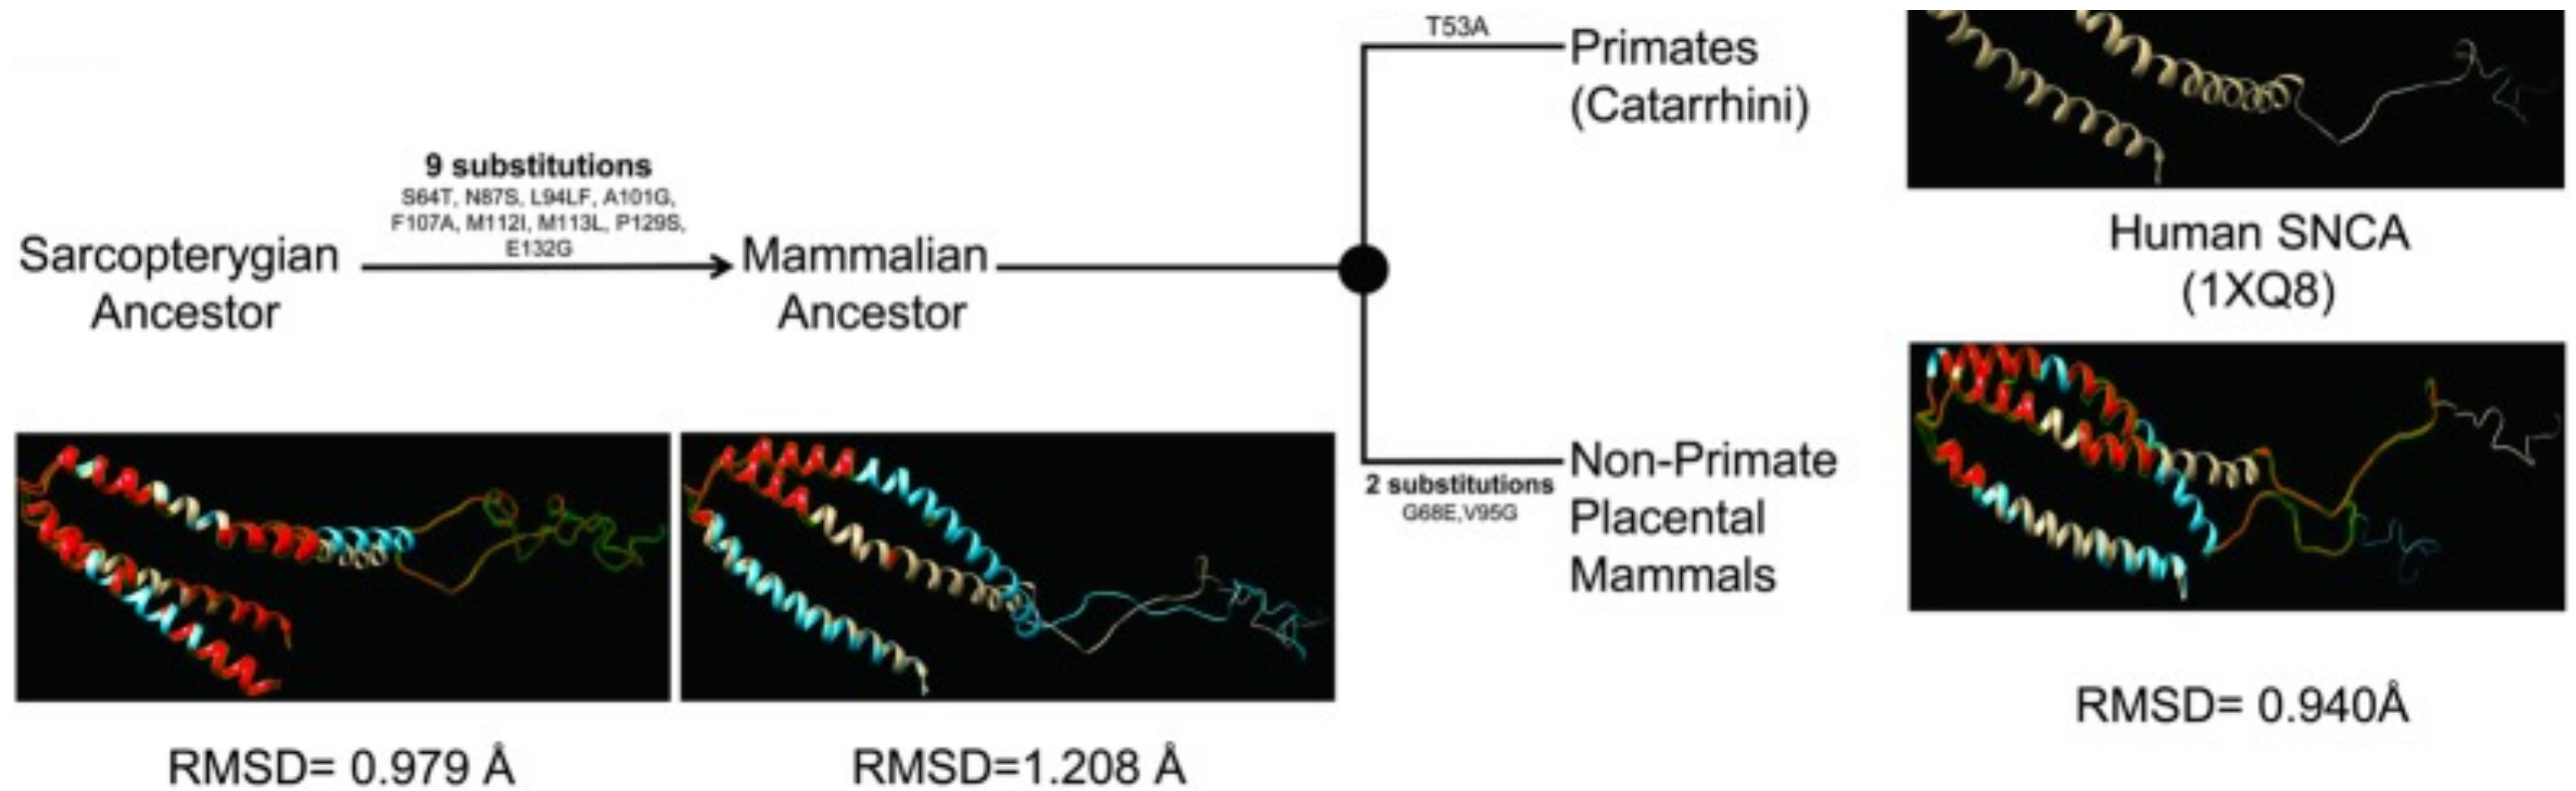 T53A
Primates
(Catarrhini)
9 substitutions
S64T, N87S, L94LF, A101G,
F107A, M112I, M113L, P129S,
E132G
Sarcopterygian
Ancestor
Mammalian
Ancestor
Human SNCA
(1XQ8)
Non-Primate
Placental
Mammals
2 substitutions
G68E,V95G
RMSD= 0.979 Å
RMSD=1.208 Å
RMSD= 0.940Å